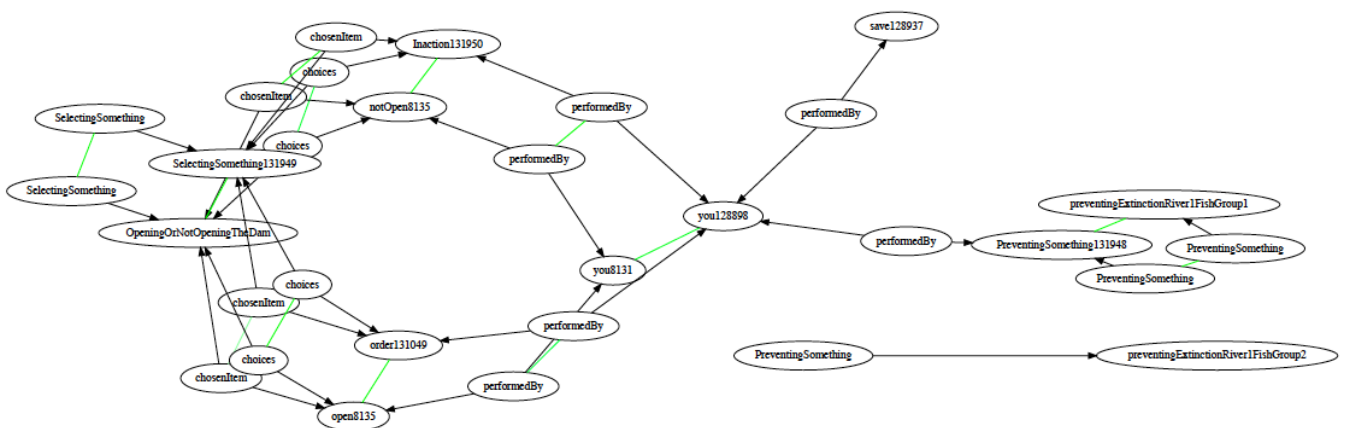 save128937
chosenItem
Inaction131950
choices
chosenItem
notOpen8135
performedBy
performedBy
SelectingSomething
choices
performedBy
SelectingSomething131949
SelectingSomething
preventingExtinctionRiver1FishGroup1
you128898
OpeningOrNotOpeningTheDam
performedBy
PreventingSomething131948
PreventingSomething
you8131
PreventingSomething
choices
chosenItem
performedBy
order131049
choices
PreventingSomething
preventingExtinctionRiver1FishGroup2
chosenItem
performedBy
open8135